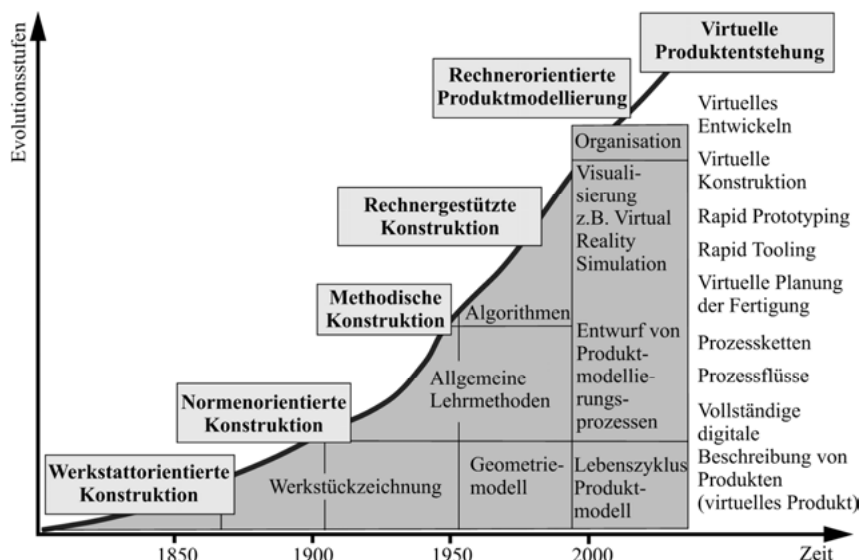 Evolutionsstufen
Virtuelle
Produktentstehung
Rechnerorientierte
Produktmodellierung
Rechnergestützte
Konstruktion
Methodische
Konstruktion
Normenorientierte
Konstruktion
Werkstattorientierte
Konstruktion
Organisation
Visuali-
sierung
z.B. Virtual
Reality
Simulation
Algorithmen
Entwurf von
Produkt-
modellie-
rungs-
prozessen
Allgemeine
Lehrmethoden
Werkstückzeichnung
Geometrie-
modell
Lebenszyklus
Produkt-
modell
Virtuelles
Entwickeln
Virtuelle
Konstruktion
Rapid Prototyping
Rapid Tooling
Virtuelle Planung
der Fertigung
Prozessketten
Prozessflüsse
Vollständige
digitale
Beschreibung von
Produkten
(virtuelles Produkt)
1850
1900
1950
2000
Zeit